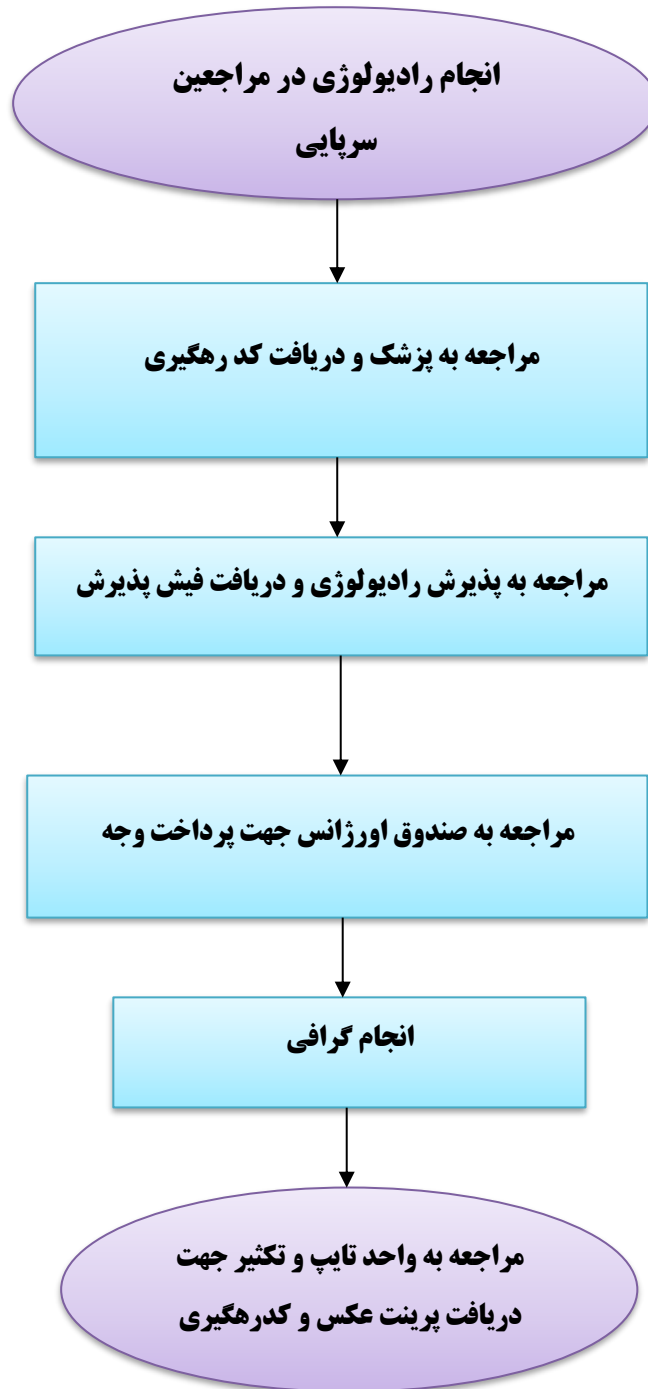 انجام رادیولوژی در مراجعین
سرپایی
مراجعه به پزشک و دریافت کد رهگیری
مراجعه به پذیرش رادیولوژی و دریافت فیش پذیرش
مراجعه به صندوق اورژانس جهت پرداخت وجه
انجام گرافی
مراجعه به واحد تایپ و تکثیر جهت
دریافت پرینت عکس و کدرهگیری